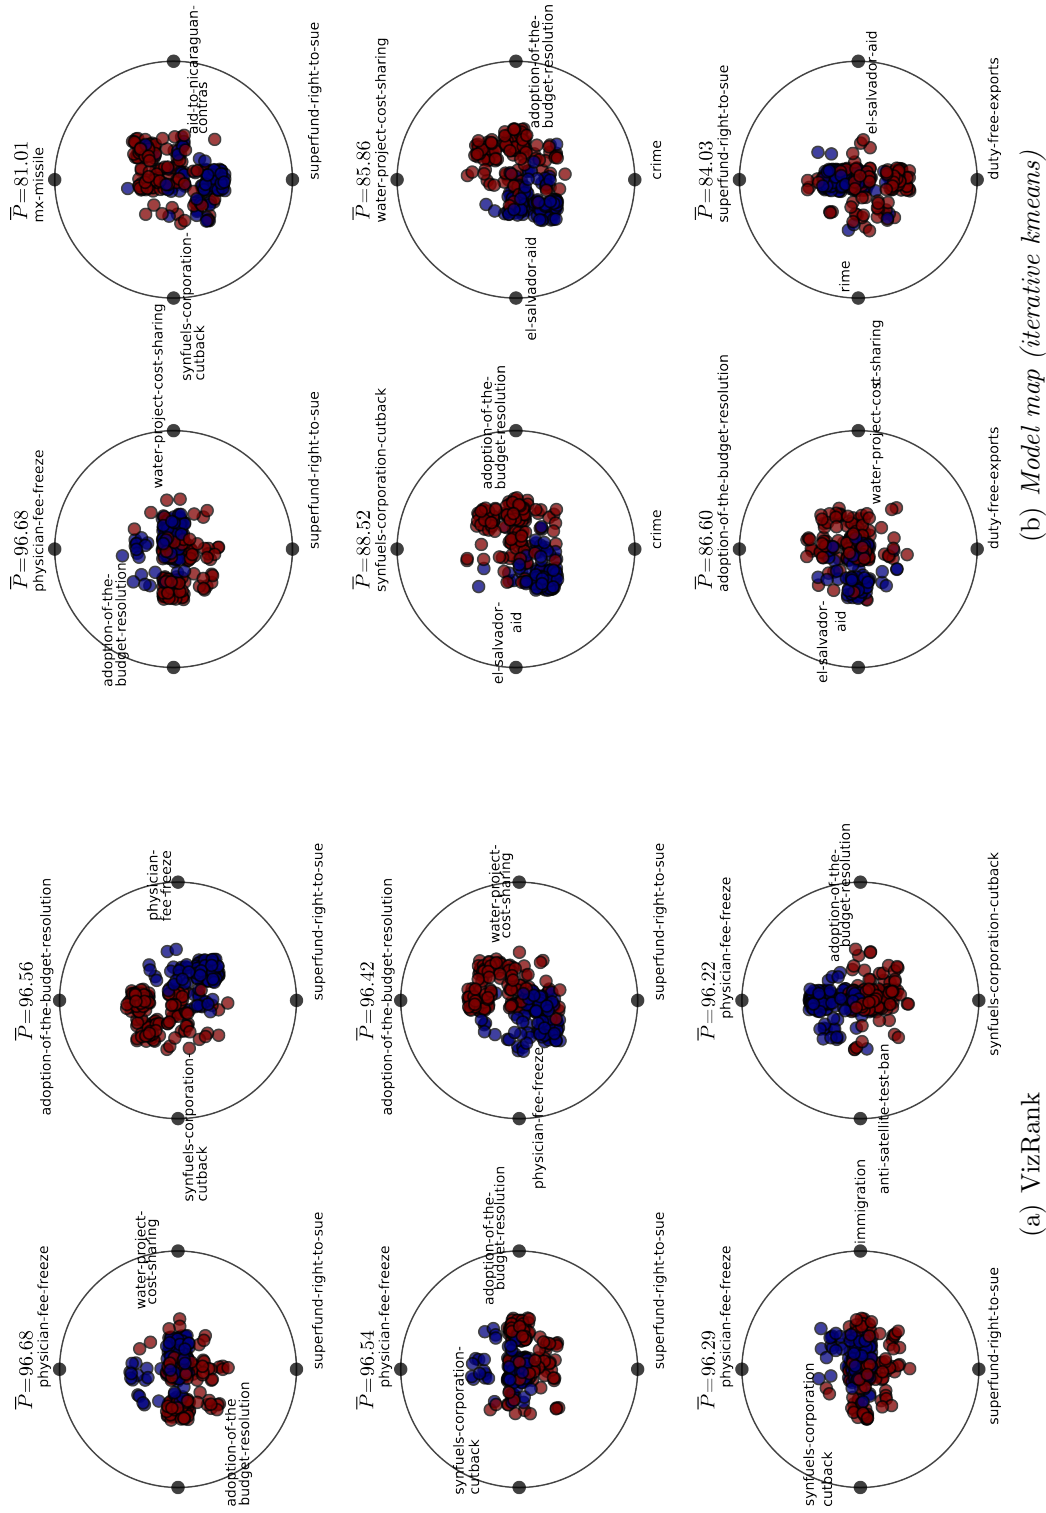 P̅=96.68
physician-fee-freeze
water-project-
cost-sharing
adoption-of-the
budget-resolution
superfund-right-to-sue
P̅=96.56
adoption-of-the-budget-resolution
physician-
fee-freeze
synfuels-corporation-
cutback
superfund-right-to-sue
P̅=96.54
physician-fee-freeze
synfuels-corporation-
cutback
adoption-of-the-
budget-resolution
superfund-right-to-sue
P̅=96.42
adoption-of-the-budget-resolution
water-project-
cost-sharing
physician-fee-freeze
superfund-right-to-sue
P̅=96.29
physician-fee-freeze
synfuels-corporation
cutback
immigration
superfund-right-to-sue
P̅=96.22
physician-fee-freeze
adoption-of-the-
budget-resolution
anti-satellite-test-ban
synfuels-corporation-cutback
(a) VizRank
P̅=96.68
physician-fee-freeze
adoption-of-the-
budget-resolution
water-project-cost-sharing
superfund-right-to-sue
P̅=81.01
mx-missile
synfuels-corporation-
cutback
aid-to-nicaraguan-
contras
superfund-right-to-sue
P̅=88.52
synfuels-corporation-cutback
adoption-of-the-
budget-resolution
el-salvador-
aid
crime
P̅=85.86
water-project-cost-sharing
el-salvador-aid
adoption-of-the-
budget-resolution
crime
P̅=86.60
adoption-of-the-budget-resolution
el-salvador-
aid
water-project-cost-sharing
duty-free-exports
P̅=84.03
superfund-right-to-sue
rime
el-salvador-aid
duty-free-exports
(b) Model map (iterative kmeans)